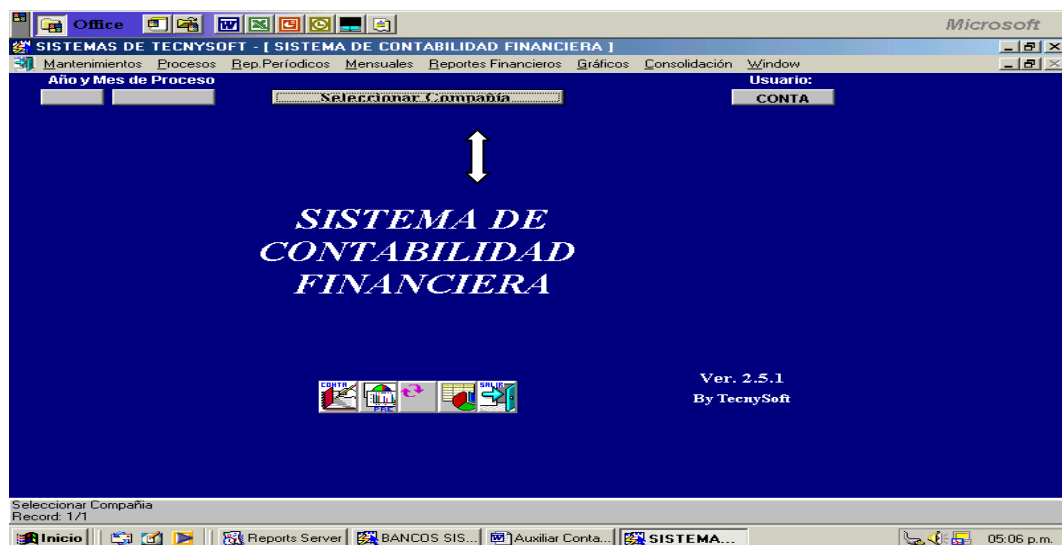 Office Microsoft
SISTEMAS DE TECNYSOFT - [ SISTEMA DE CONTABILIDAD FINANCIERA ]
Mantenimientos Procesos Rep.Períodicos Mensuales Reportes Financieros Gráficos Consolidación Window
Año y Mes de Proceso Usuario:
Seleccionar Compañía CONTA
SISTEMA DE
CONTABILIDAD
FINANCIERA
CONTA SALIR
PRE
Ver. 2.5.1
By TecnySoft
Seleccionar Compañia
Record: 1/1
Inicio Reports Server BANCOS SIS... Auxiliar Conta... SISTEMA... 05:06 p.m.